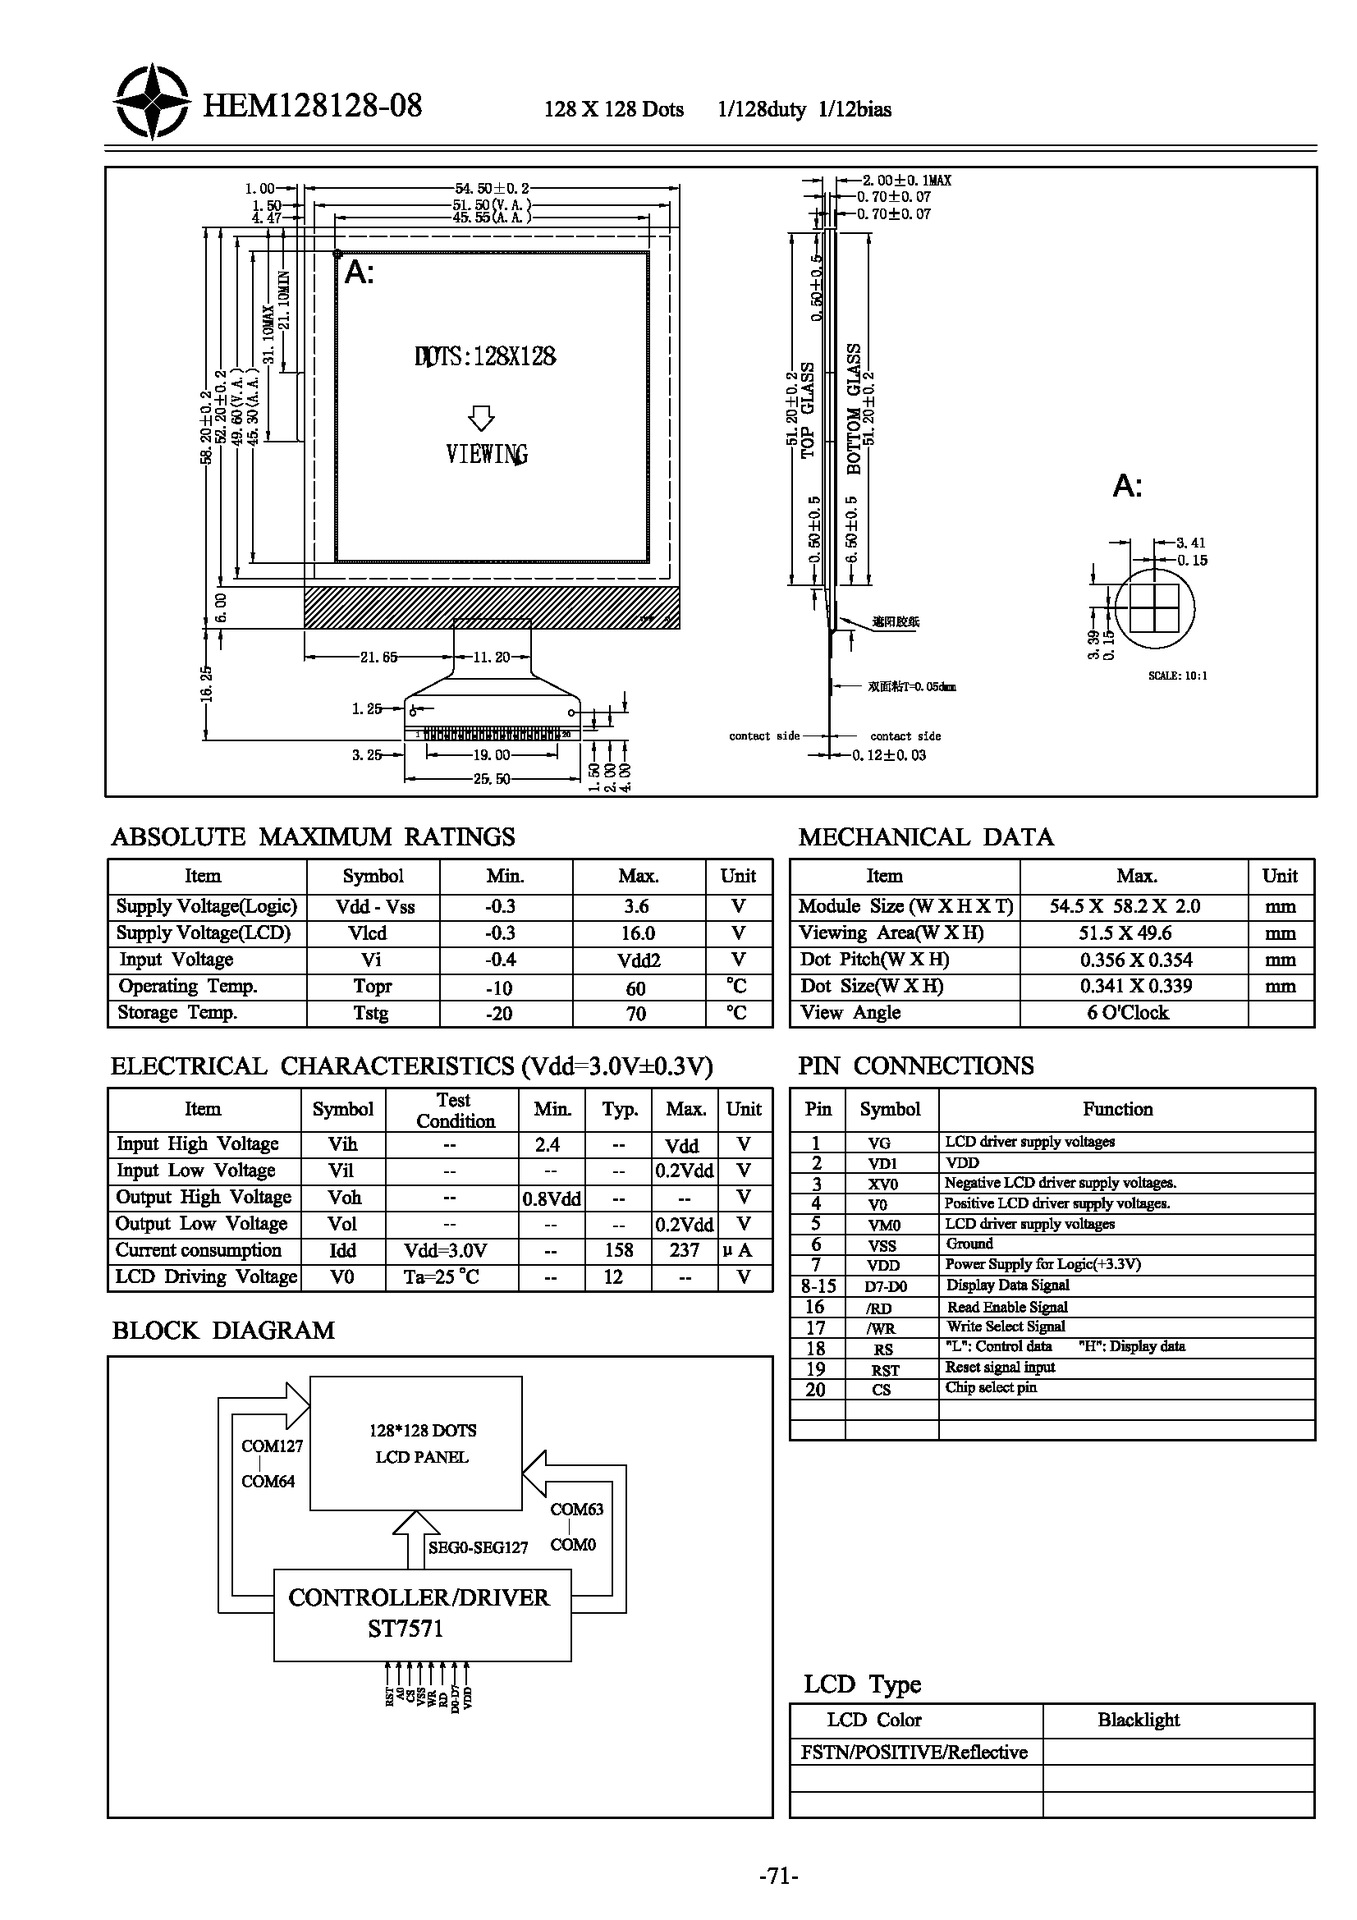 HEM128128-08
128 X 128 Dots 1/128duty 1/12bias
1.00
54.50±0.2
1.50
51.50(V.A.)
4.47
45.55(A.A.)
58.20±0.2
52.20±0.2
49.60(V.A.)
45.30(A.A.)
31.10MAX
21.10MIN
A:
DOTS:128X128
VIEWING
6.00
16.25
21.65
11.20
1.25
1
20
3.25
19.00
25.50
1.50
2.00
4.00
2.00±0.1MAX
0.70±0.07
0.70±0.07
0.50±0.5
51.20±0.2
TOP GLASS
BOTTOM GLASS
51.20±0.2
0.50±0.5
6.50±0.5
遮阳胶纸
双面粘T=0.05dmm
contact side
contact side
0.12±0.03
A:
3.41
0.15
3.39
0.15
SCALE: 10:1
ABSOLUTE MAXIMUM RATINGS
Item Symbol Min. Max. Unit
Supply Voltage(Logic) Vdd - Vss -0.3 3.6 V
Supply Voltage(LCD) Vlcd -0.3 16.0 V
Input Voltage Vi -0.4 Vdd2 V
Operating Temp. Topr -10 60 °C
Storage Temp. Tstg -20 70 °C
MECHANICAL DATA
Item Max. Unit
Module Size (W X H X T) 54.5 X 58.2 X 2.0 mm
Viewing Area(W X H) 51.5 X 49.6 mm
Dot Pitch(W X H) 0.356 X 0.354 mm
Dot Size(W X H) 0.341 X 0.339 mm
View Angle 6 O'Clock
ELECTRICAL CHARACTERISTICS (Vdd=3.0V±0.3V)
Item Symbol Test Condition Min. Typ. Max. Unit
Input High Voltage Vih -- 2.4 -- Vdd V
Input Low Voltage Vil -- -- -- 0.2Vdd V
Output High Voltage Voh -- 0.8Vdd -- -- V
Output Low Voltage Vol -- -- -- 0.2Vdd V
Current consumption Idd Vdd=3.0V -- 158 237 μ A
LCD Driving Voltage V0 Ta=25 °C -- 12 -- V
PIN CONNECTIONS
Pin Symbol Function
1 VG LCD driver supply voltages
2 VD1 VDD
3 XV0 Negative LCD driver supply voltages.
4 V0 Positive LCD driver supply voltages.
5 VM0 LCD driver supply voltages
6 VSS Ground
7 VDD Power Supply for Logic(+3.3V)
8-15 D7-D0 Display Data Signal
16 /RD Read Enable Signal
17 /WR Write Select Signal
18 RS "L": Control data "H": Display data
19 RST Reset signal input
20 CS Chip select pin
BLOCK DIAGRAM
128*128 DOTS
LCD PANEL
COM127
COM64
COM63
COM0
SEG0-SEG127
CONTROLLER/DRIVER
ST7571
RST
A0
CS
VSS
WR
RD
D0-D7
VDD
LCD Type
LCD Color Blacklight
FSTN/POSITIVE/Reflective
-71-